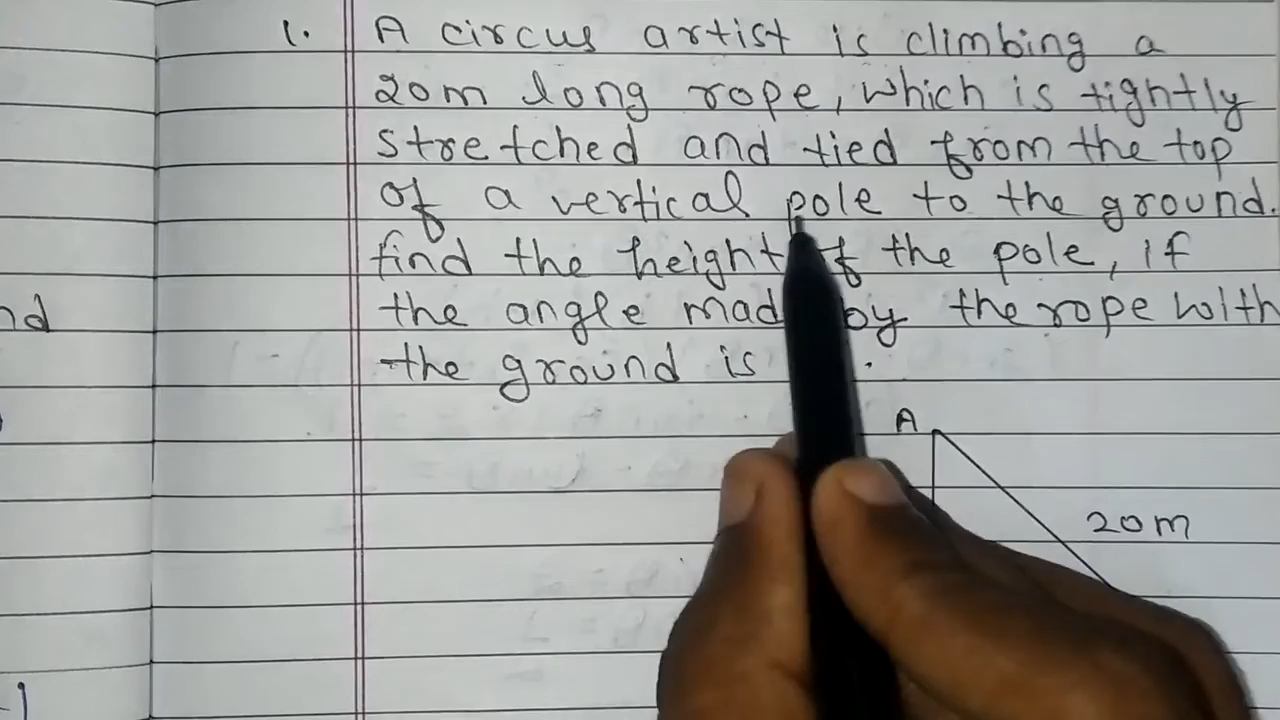 1. A circus artist is climbing a
20m long rope, which is tightly
stretched and tied from the top
of a vertical pole to the ground.
find the height of the pole, if
the angle mad by the rope with
the ground is .
nd
A
20m